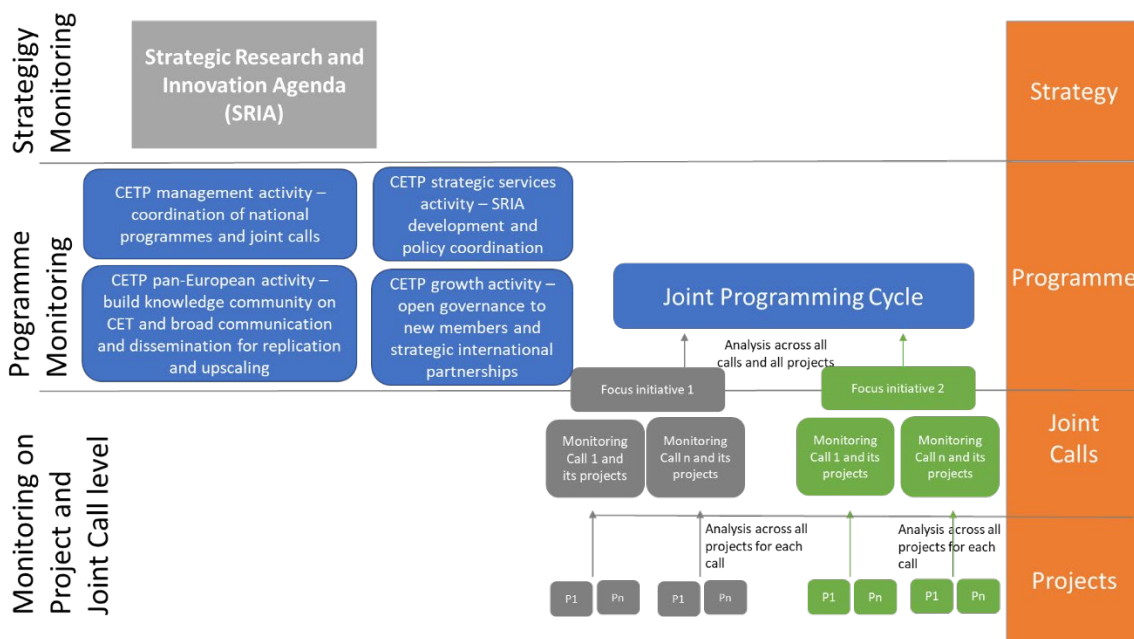 Strategigy
Monitoring
Strategic Research and
Innovation Agenda
(SRIA)
Strategy
Programme
Monitoring
CETP management activity –
coordination of national
programmes and joint calls
CETP strategic services
activity – SRIA
development and
policy coordination
CETP pan-European activity –
build knowledge community on
CET and broad communication
and dissemination for replication
and upscaling
CETP growth activity –
open governance to
new members and
strategic international
partnerships
Joint Programming Cycle
Programme
Analysis across all
calls and all projects
Focus initiative 1
Focus initiative 2
Monitoring on
Project and
Joint Call level
Monitoring
Call 1 and
its projects
Monitoring
Call n and its
projects
Monitoring
Call 1 and its
projects
Monitoring
Call n and its
projects
Joint
Calls
Analysis across all
projects for each
call
Analysis across all
projects for each
call
P1
Pn
P1
Pn
P1
Pn
P1
Pn
Projects